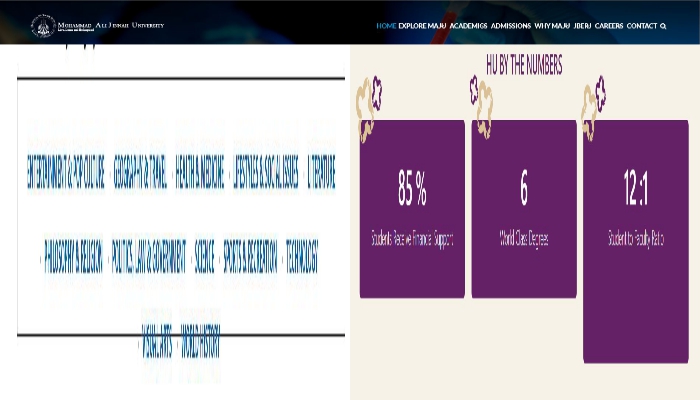 MOHAMMAD ALI JINNAH UNIVERSITY
HOME EXPLORE MAJU ACADEMICS ADMISSIONS WHY MAJU JBERJ CAREERS CONTACT
ENTERTAINMENT & POP CULTURE · GEOGRAPHY & TRAVEL · HEALTH & MEDICINE · LIFESTYLES & SOCIAL ISSUES · LITERATURE
· PHILOSOPHY & RELIGION · POLITICS, LAW & GOVERNMENT · SCIENCE · SPORTS & RECREATION · TECHNOLOGY
· VISUAL ARTS · WORLD HISTORY
HU BY THE NUMBERS
85 %
Students Receive Financial Support
6
World Class Degrees
12 :1
Student to Faculty Ratio